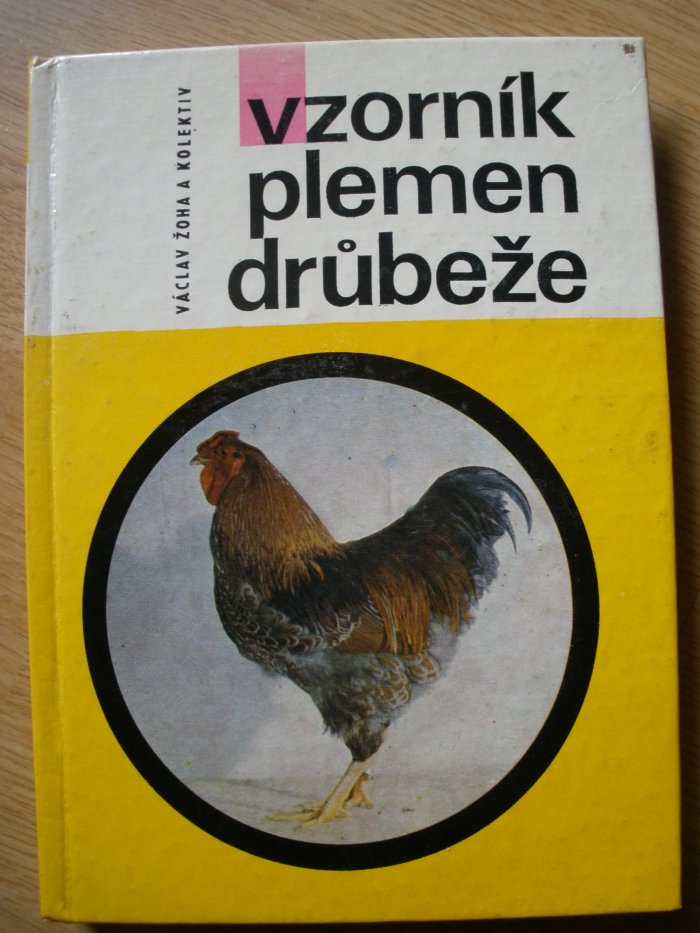 VÁCLAV ŽOHA A KOLEKTIV
vzorník
plemen
drůbeže